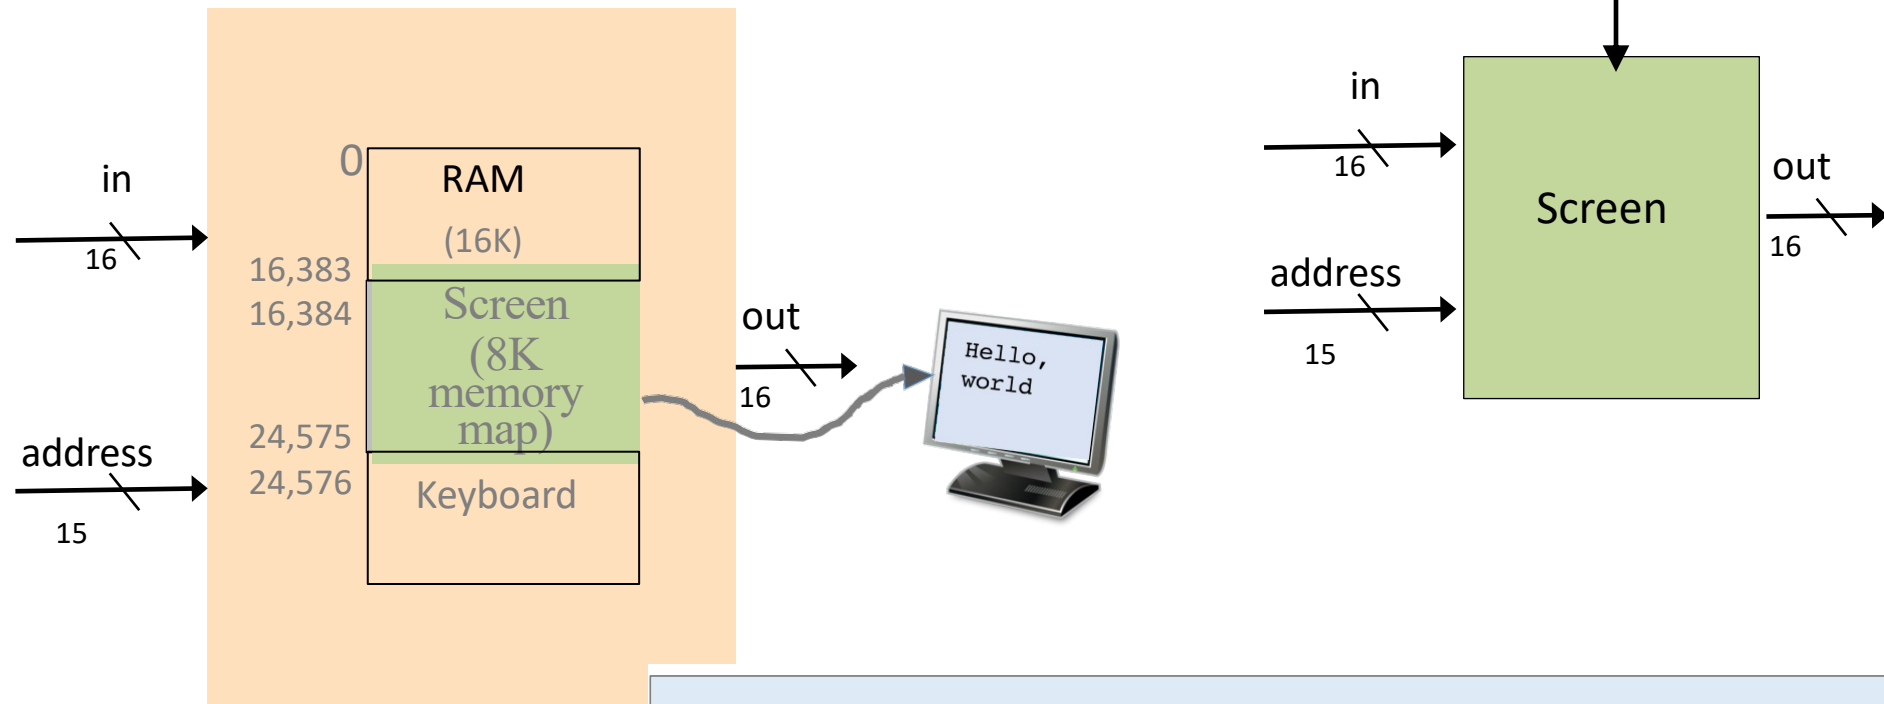 in
16
address
15
0
RAM
(16K)
16,383
16,384
Screen
(8K
memory
map)
24,575
24,576
Keyboard
out
16
Hello,
world
in
16
address
15
Screen
out
16